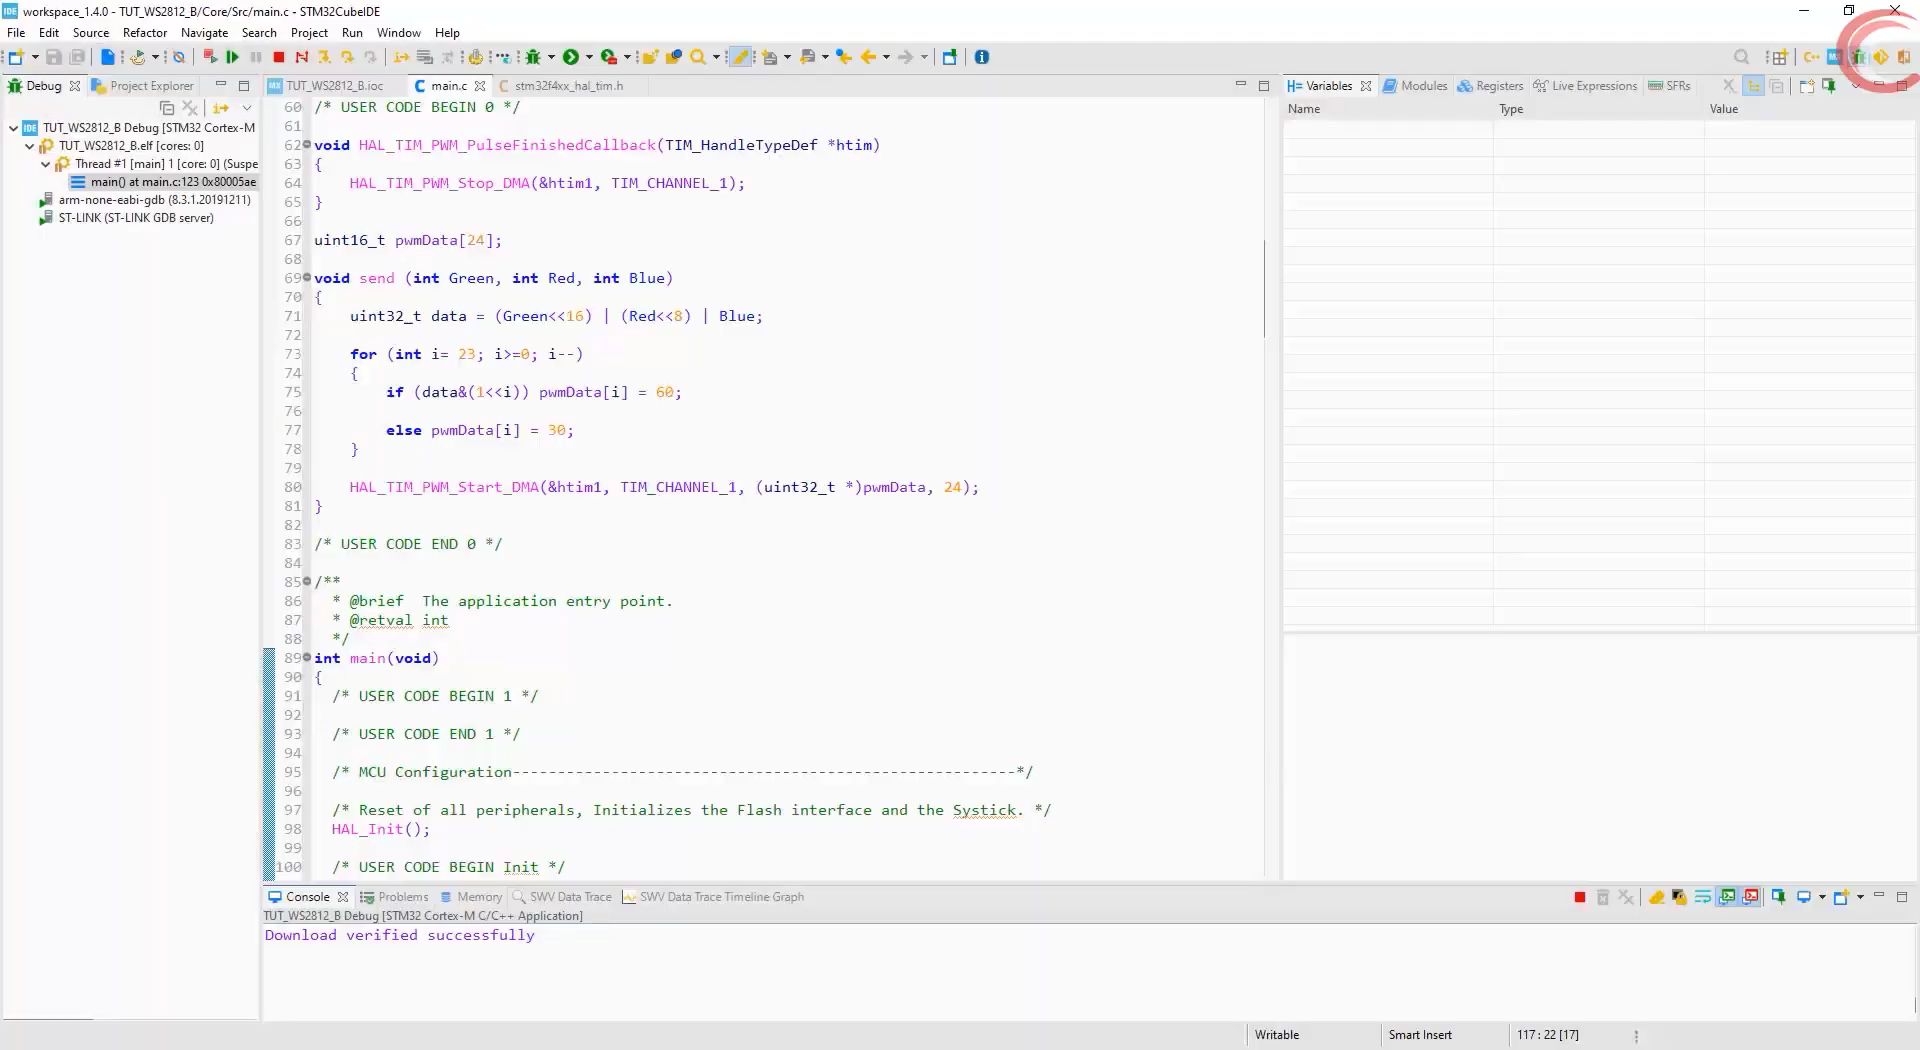 workspace_1.4.0 - TUT_WS2812_B/Core/Src/main.c - STM32CubeIDE
File Edit Source Refactor Navigate Search Project Run Window Help
Debug Project Explorer
TUT_WS2812_B Debug [STM32 Cortex-M
TUT_WS2812_B.elf [cores: 0]
Thread #1 [main] 1 [core: 0] (Suspe
main() at main.c:123 0x80005ae
arm-none-eabi-gdb (8.3.1.20191211)
ST-LINK (ST-LINK GDB server)
TUT_WS2812_B.ioc main.c stm32f4xx_hal_tim.h
60 /* USER CODE BEGIN 0 */
61
62 void HAL_TIM_PWM_PulseFinishedCallback(TIM_HandleTypeDef *htim)
63 {
64 HAL_TIM_PWM_Stop_DMA(&htim1, TIM_CHANNEL_1);
65 }
66
67 uint16_t pwmData[24];
68
69 void send (int Green, int Red, int Blue)
70 {
71 uint32_t data = (Green<<16) | (Red<<8) | Blue;
72
73 for (int i= 23; i>=0; i--)
74 {
75 if (data&(1<<i)) pwmData[i] = 60;
76
77 else pwmData[i] = 30;
78 }
79
80 HAL_TIM_PWM_Start_DMA(&htim1, TIM_CHANNEL_1, (uint32_t *)pwmData, 24);
81 }
82
83 /* USER CODE END 0 */
84
85 /**
86 * @brief The application entry point.
87 * @retval int
88 */
89 int main(void)
90 {
91 /* USER CODE BEGIN 1 */
92
93 /* USER CODE END 1 */
94
95 /* MCU Configuration--------------------------------------------------------*/
96
97 /* Reset of all peripherals, Initializes the Flash interface and the Systick. */
98 HAL_Init();
99
100 /* USER CODE BEGIN Init */
Variables Modules Registers Live Expressions SFRs
Name Type Value
Console Problems Memory SWV Data Trace SWV Data Trace Timeline Graph
TUT_WS2812_B Debug [STM32 Cortex-M C/C++ Application]
Download verified successfully
Writable Smart Insert 117 : 22 [17]